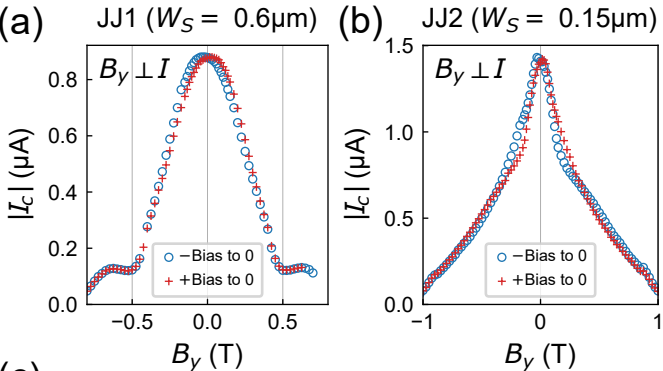 (a) JJ1 (W_S = 0.6μm)
B_y ⊥ I
|I_c| (μA)
0.8
0.6
0.4
0.2
0.0
−0.5 0.0 0.5
B_y (T)
−Bias to 0
+Bias to 0
(b) JJ2 (W_S = 0.15μm)
B_y ⊥ I
|I_c| (μA)
1.5
1.0
0.5
0.0
−1 0 1
B_y (T)
−Bias to 0
+Bias to 0